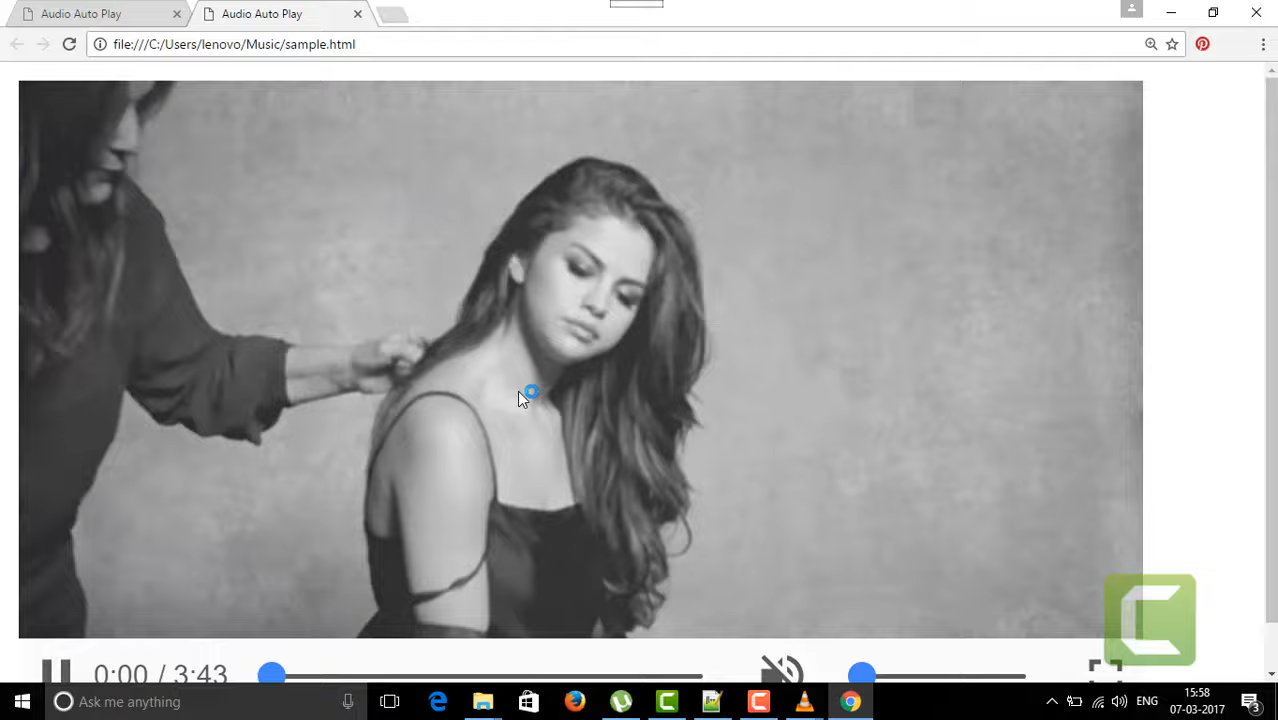 Audio Auto Play
Audio Auto Play
file:///C:/Users/lenovo/Music/sample.html
0:00 / 3:43
Ask me anything
ENG
15:58
07-03-2017
3